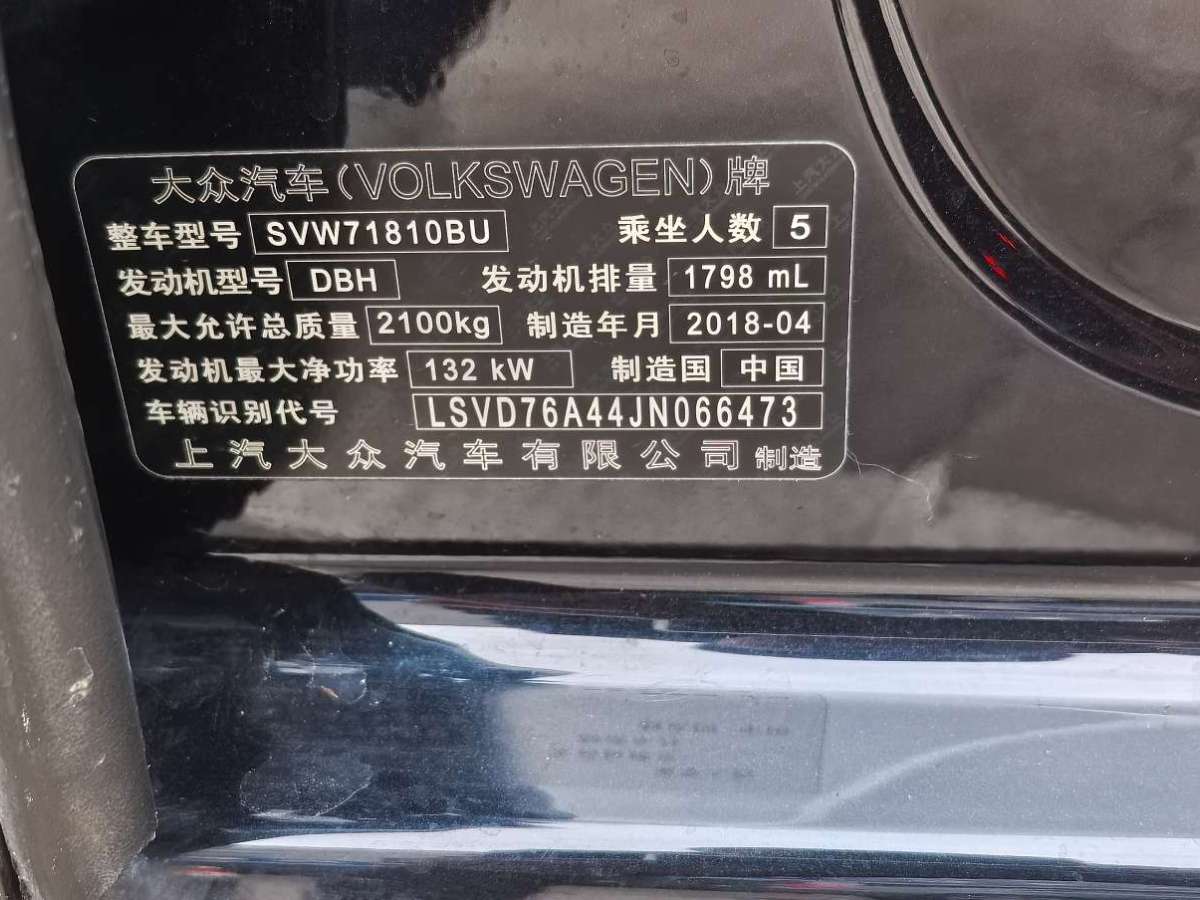 大众汽车(VOLKSWAGEN)牌
整车型号 SVW71810BU 乘坐人数 5
发动机型号 DBH 发动机排量 1798 mL
最大允许总质量 2100kg 制造年月 2018-04
发动机最大净功率 132 kW 制造国 中国
车辆识别代号 LSVD76A44JN066473
上汽大众汽车有限公司 制造